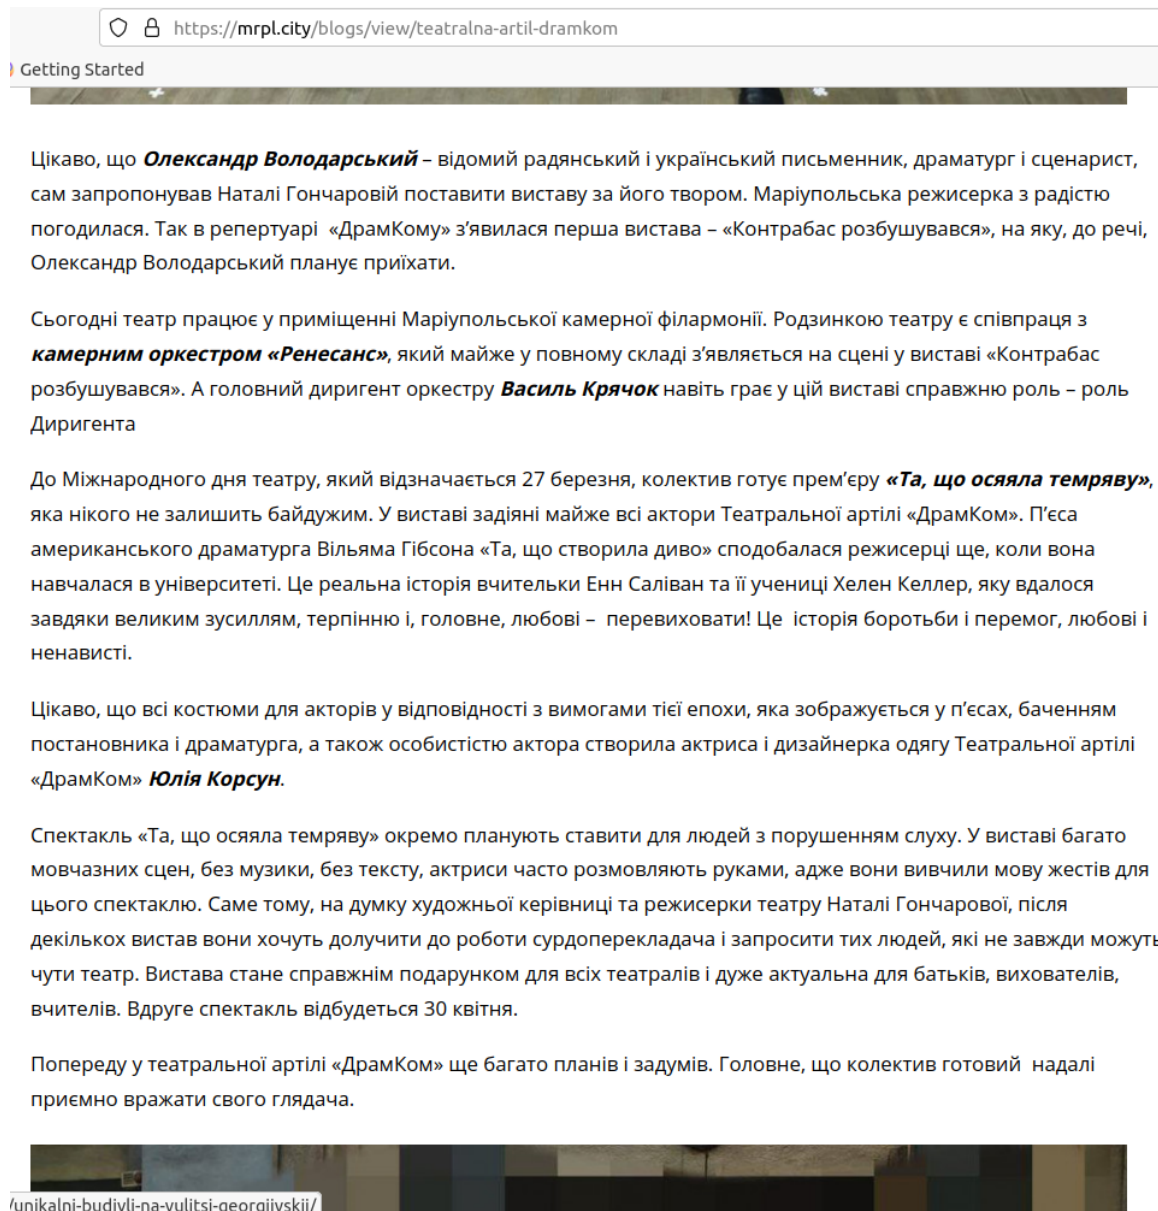 https://mrpl.city/blogs/view/teatralna-artil-dramkom
Getting Started
Цікаво, що Олександр Володарський – відомий радянський і український письменник, драматург і сценарист,
сам запропонував Наталі Гончаровій поставити виставу за його твором. Маріупольська режисерка з радістю
погодилася. Так в репертуарі «ДрамКому» з’явилася перша вистава – «Контрабас розбушувався», на яку, до речі,
Олександр Володарський планує приїхати.
Сьогодні театр працює у приміщенні Маріупольської камерної філармонії. Родзинкою театру є співпраця з
камерним оркестром «Ренесанс», який майже у повному складі з’являється на сцені у виставі «Контрабас
розбушувався». А головний диригент оркестру Василь Крячок навіть грає у цій виставі справжню роль – роль
Диригента
До Міжнародного дня театру, який відзначається 27 березня, колектив готує прем’єру «Та, що осяяла темряву»,
яка нікого не залишить байдужим. У виставі задіяні майже всі актори Театральної артілі «ДрамКом». П’єса
американського драматурга Вільяма Гібсона «Та, що створила диво» сподобалася режисерці ще, коли вона
навчалася в університеті. Це реальна історія вчительки Енн Саліван та її учениці Хелен Келлер, яку вдалося
завдяки великим зусиллям, терпінню і, головне, любові – перевиховати! Це історія боротьби і перемог, любові і
ненависті.
Цікаво, що всі костюми для акторів у відповідності з вимогами тієї епохи, яка зображується у п’єсах, баченням
постановника і драматурга, а також особистістю актора створила актриса і дизайнерка одягу Театральної артілі
«ДрамКом» Юлія Корсун.
Спектакль «Та, що осяяла темряву» окремо планують ставити для людей з порушенням слуху. У виставі багато
мовчазних сцен, без музики, без тексту, актриси часто розмовляють руками, адже вони вивчили мову жестів для
цього спектаклю. Саме тому, на думку художньої керівниці та режисерки театру Наталі Гончарової, після
декількох вистав вони хочуть долучити до роботи сурдоперекладача і запросити тих людей, які не завжди можуть
чути театр. Вистава стане справжнім подарунком для всіх театралів і дуже актуальна для батьків, вихователів,
вчителів. Вдруге спектакль відбудеться 30 квітня.
Попереду у театральної артілі «ДрамКом» ще багато планів і задумів. Головне, що колектив готовий надалі
приємно вражати свого глядача.
/unikalni-budivli-na-vulitsi-georgiivskij/